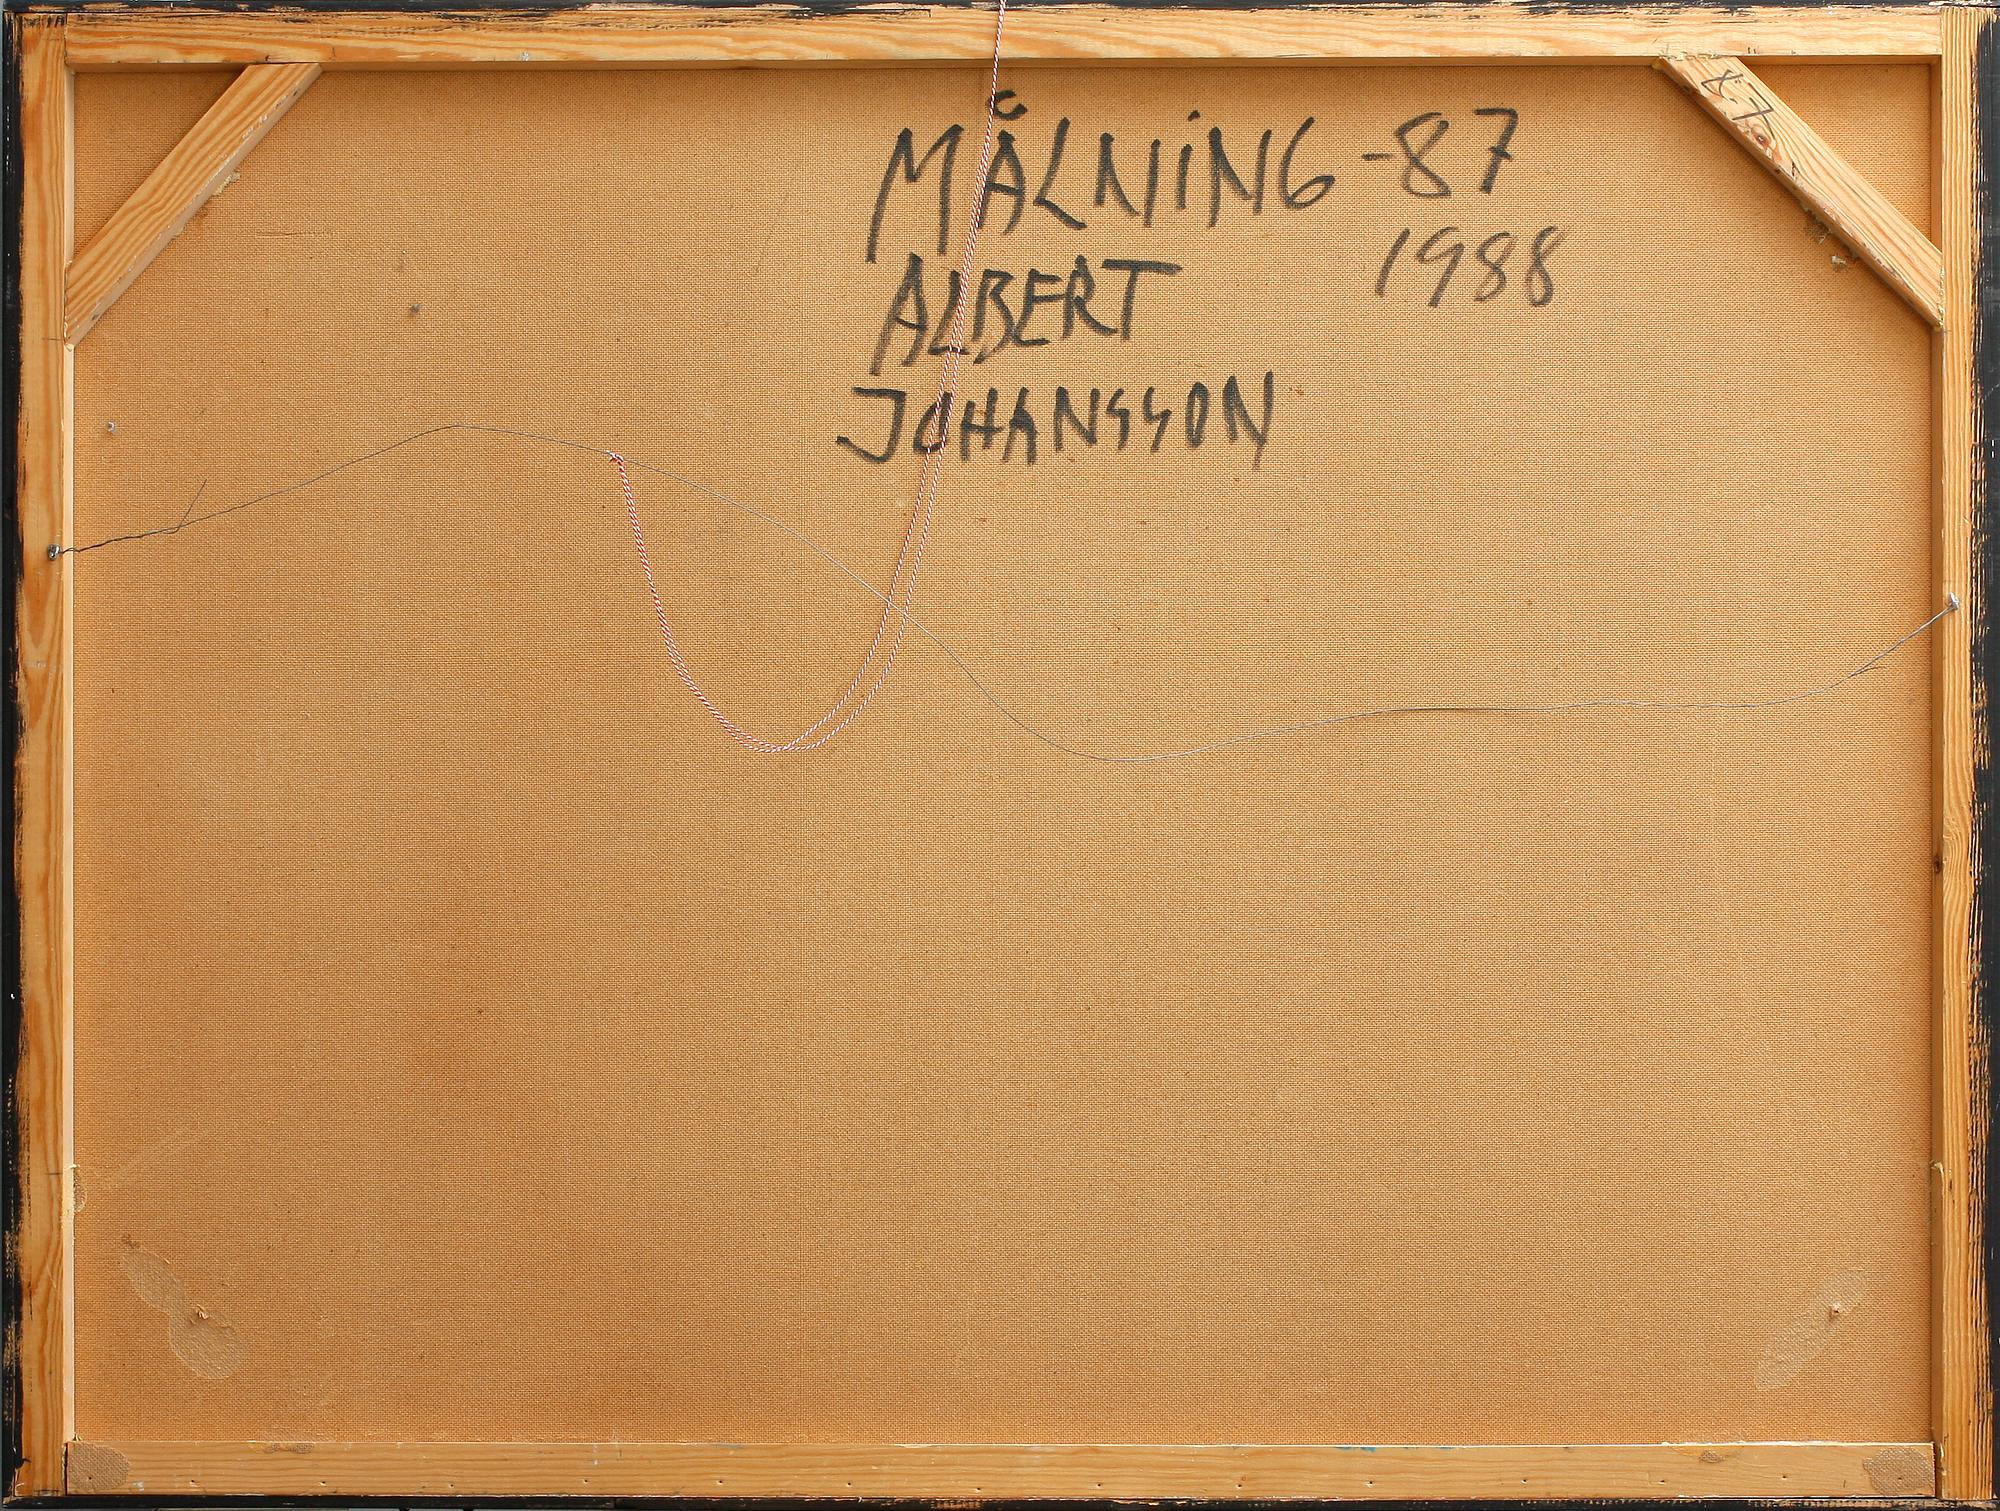 MÅLNiNG -87
1988
ALBERT
JOHANSSON